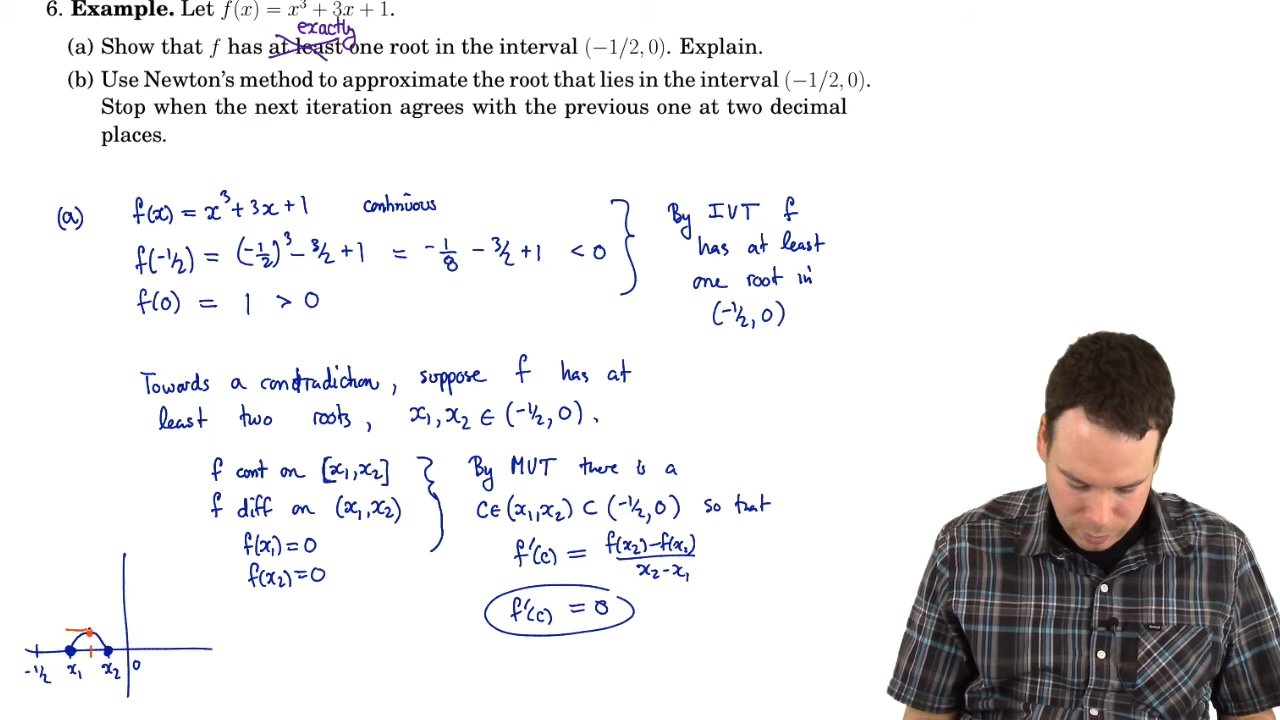 6. Example. Let f(x) = x³ + 3x + 1.
exactly
(a) Show that f has at least one root in the interval (−1/2, 0). Explain.
(b) Use Newton's method to approximate the root that lies in the interval (−1/2, 0).
Stop when the next iteration agrees with the previous one at two decimal
places.
(a) f(x) = x³ + 3x + 1 continuous
f(-1/2) = (-1/2)³ - 3/2 + 1 = -1/8 - 3/2 + 1 < 0
f(0) = 1 > 0
By IVT f
has at least
one root in
(-1/2, 0)
Towards a contradiction, suppose f has at
least two roots, x₁, x₂ ∈ (-1/2, 0).
f cont on [x₁, x₂]
f diff on (x₁, x₂)
f(x₁) = 0
f(x₂) = 0
By MVT there is a
c ∈ (x₁, x₂) ⊂ (-1/2, 0) so that
f'(c) = f(x₂) - f(x₁) / x₂ - x₁
f'(c) = 0
-1/2 x₁ x₂ 0